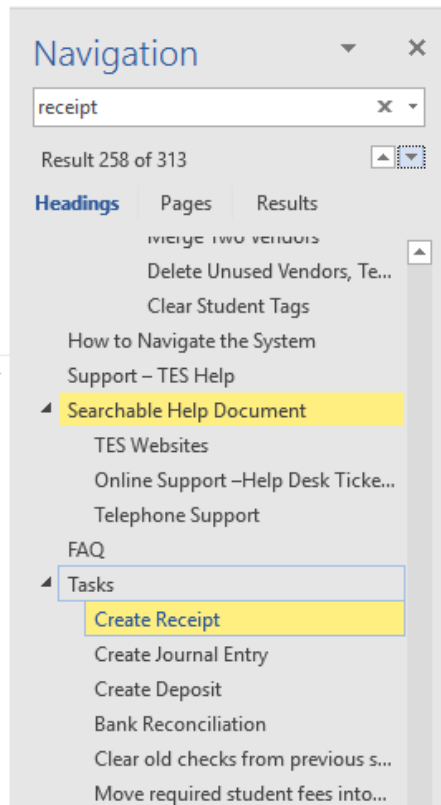 Navigation
receipt
Result 258 of 313
Headings Pages Results
Merge Two Vendors
Delete Unused Vendors, Te...
Clear Student Tags
How to Navigate the System
Support – TES Help
Searchable Help Document
TES Websites
Online Support –Help Desk Ticke...
Telephone Support
FAQ
Tasks
Create Receipt
Create Journal Entry
Create Deposit
Bank Reconciliation
Clear old checks from previous s...
Move required student fees into...